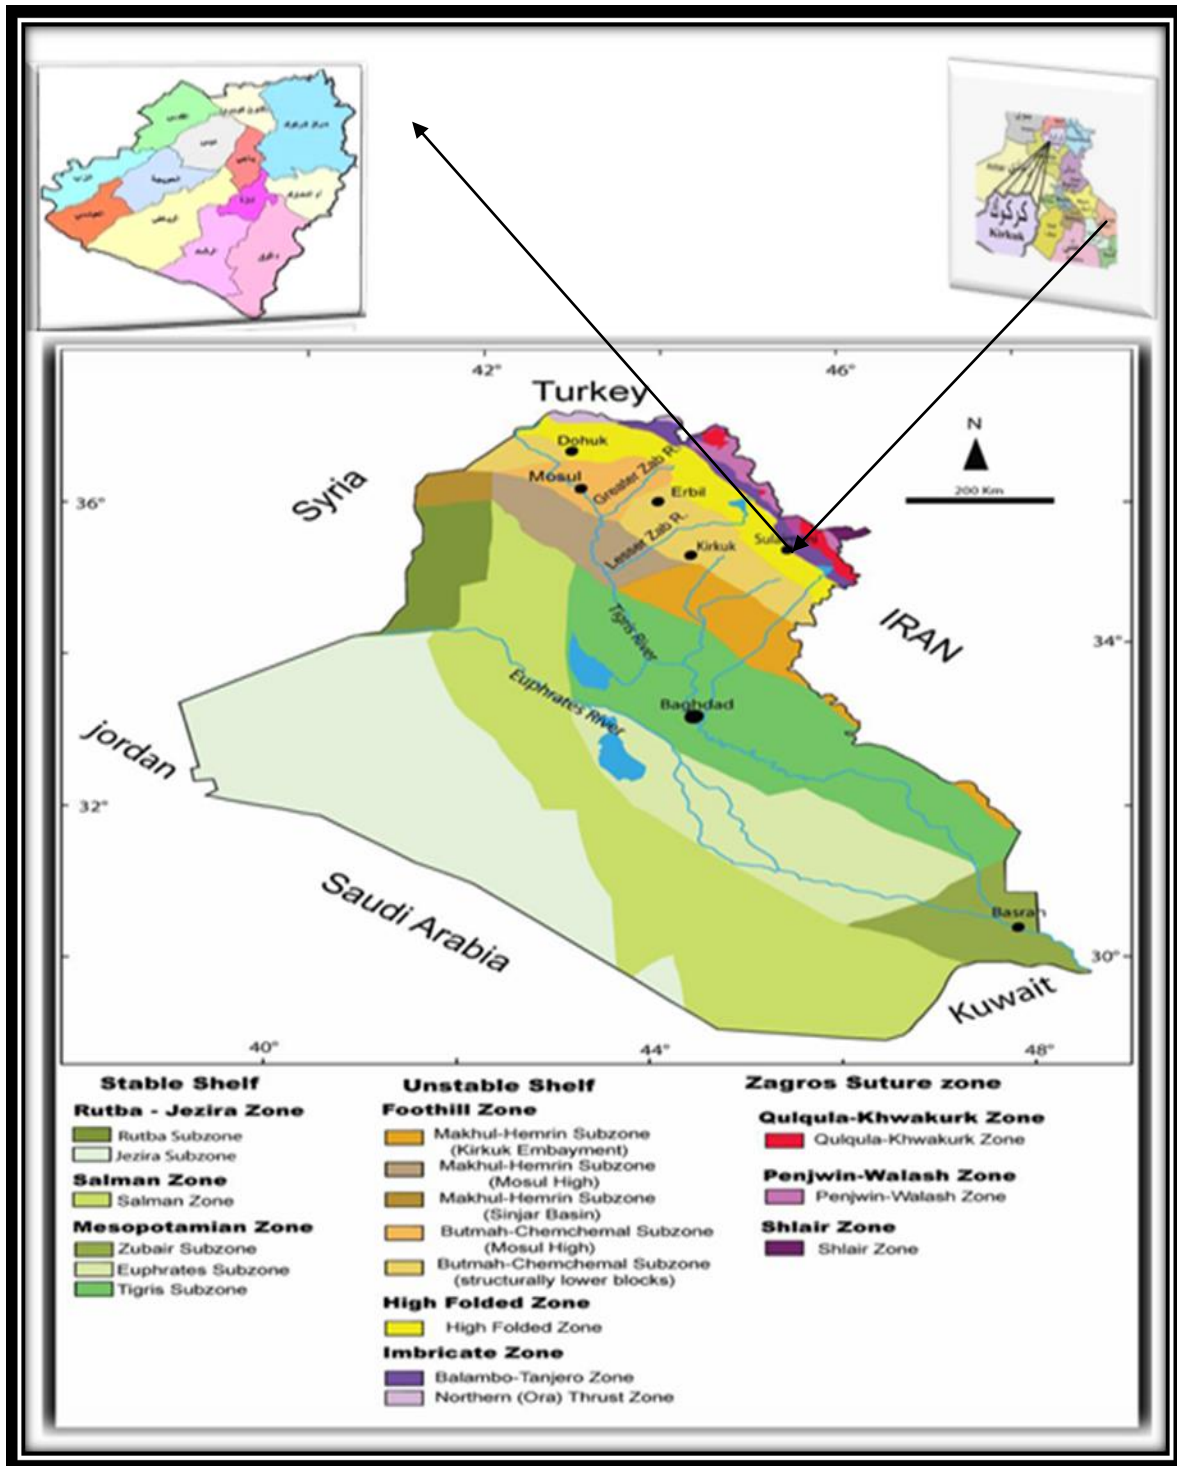 كركوك
Kirkuk
42°
46°
Turkey
N
Dohuk
Mosul
Greater Zab R.
Erbil
200 Km
Syria
36°
Lesser Zab R.
Kirkuk
Tigris River
IRAN
34°
Euphrates River
Baghdad
jordan
32°
Saudi Arabia
Basrah
30°
Kuwait
40°
44°
48°
Stable Shelf
Rutba - Jezira Zone
Rutba Subzone
Jezira Subzone
Salman Zone
Salman Zone
Mesopotamian Zone
Zubair Subzone
Euphrates Subzone
Tigris Subzone
Unstable Shelf
Foothill Zone
Makhul-Hemrin Subzone
(Kirkuk Embayment)
Makhul-Hemrin Subzone
(Mosul High)
Makhul-Hemrin Subzone
(Sinjar Basin)
Butmah-Chemchemal Subzone
(Mosul High)
Butmah-Chemchemal Subzone
(structurally lower blocks)
High Folded Zone
High Folded Zone
Imbricate Zone
Balambo-Tanjero Zone
Northern (Ora) Thrust Zone
Zagros Suture zone
Qulqula-Khwakurk Zone
Qulqula-Khwakurk Zone
Penjwin-Walash Zone
Penjwin-Walash Zone
Shlair Zone
Shlair Zone